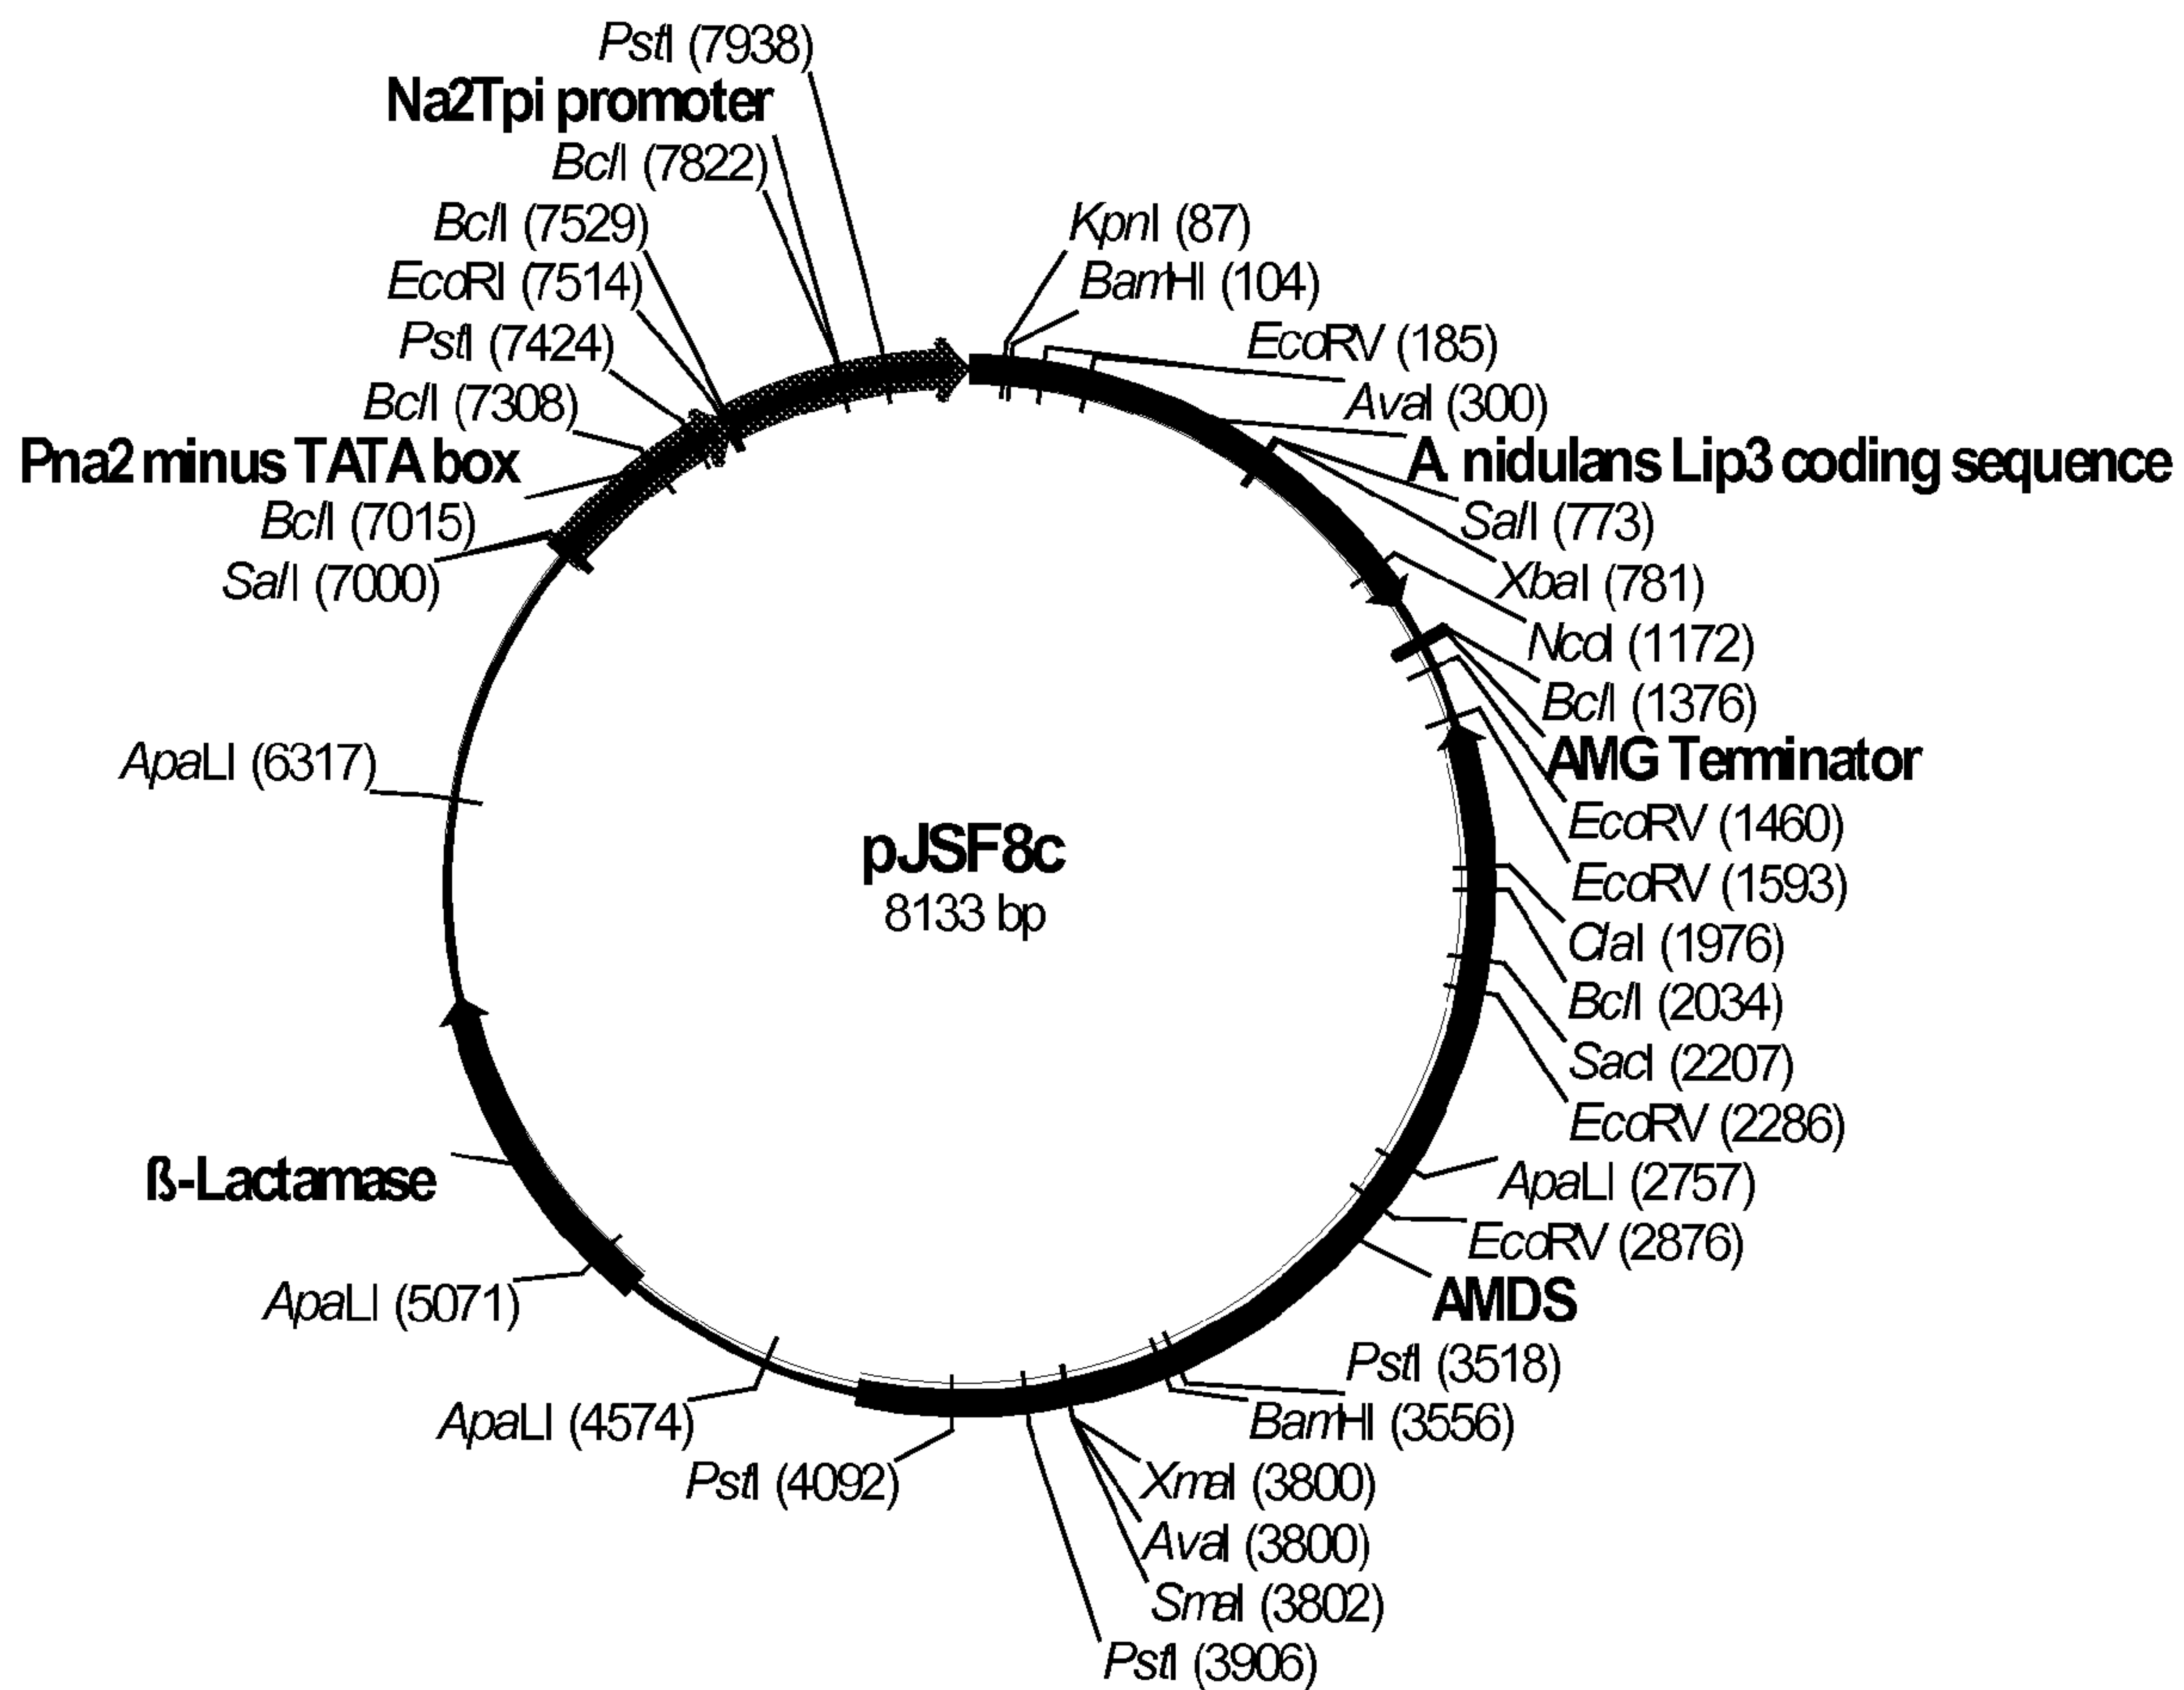 PstI (7938)
Na2Tpi promoter
BclI (7822)
BclI (7529)
EcoRI (7514)
PstI (7424)
BclI (7308)
Pna2 minus TATA box
BclI (7015)
SalI (7000)
ApaLI (6317)
ß-Lactamase
ApaLI (5071)
ApaLI (4574)
PstI (4092)
pJSF8c
8133 bp
KpnI (87)
BamHI (104)
EcoRV (185)
AvaI (300)
A nidulans Lip3 coding sequence
SalI (773)
XbaI (781)
NcoI (1172)
BclI (1376)
AMG Terminator
EcoRV (1460)
EcoRV (1593)
ClaI (1976)
BclI (2034)
SacI (2207)
EcoRV (2286)
ApaLI (2757)
EcoRV (2876)
AMDS
PstI (3518)
BamHI (3556)
XmaI (3800)
AvaI (3800)
SmaI (3802)
PstI (3906)